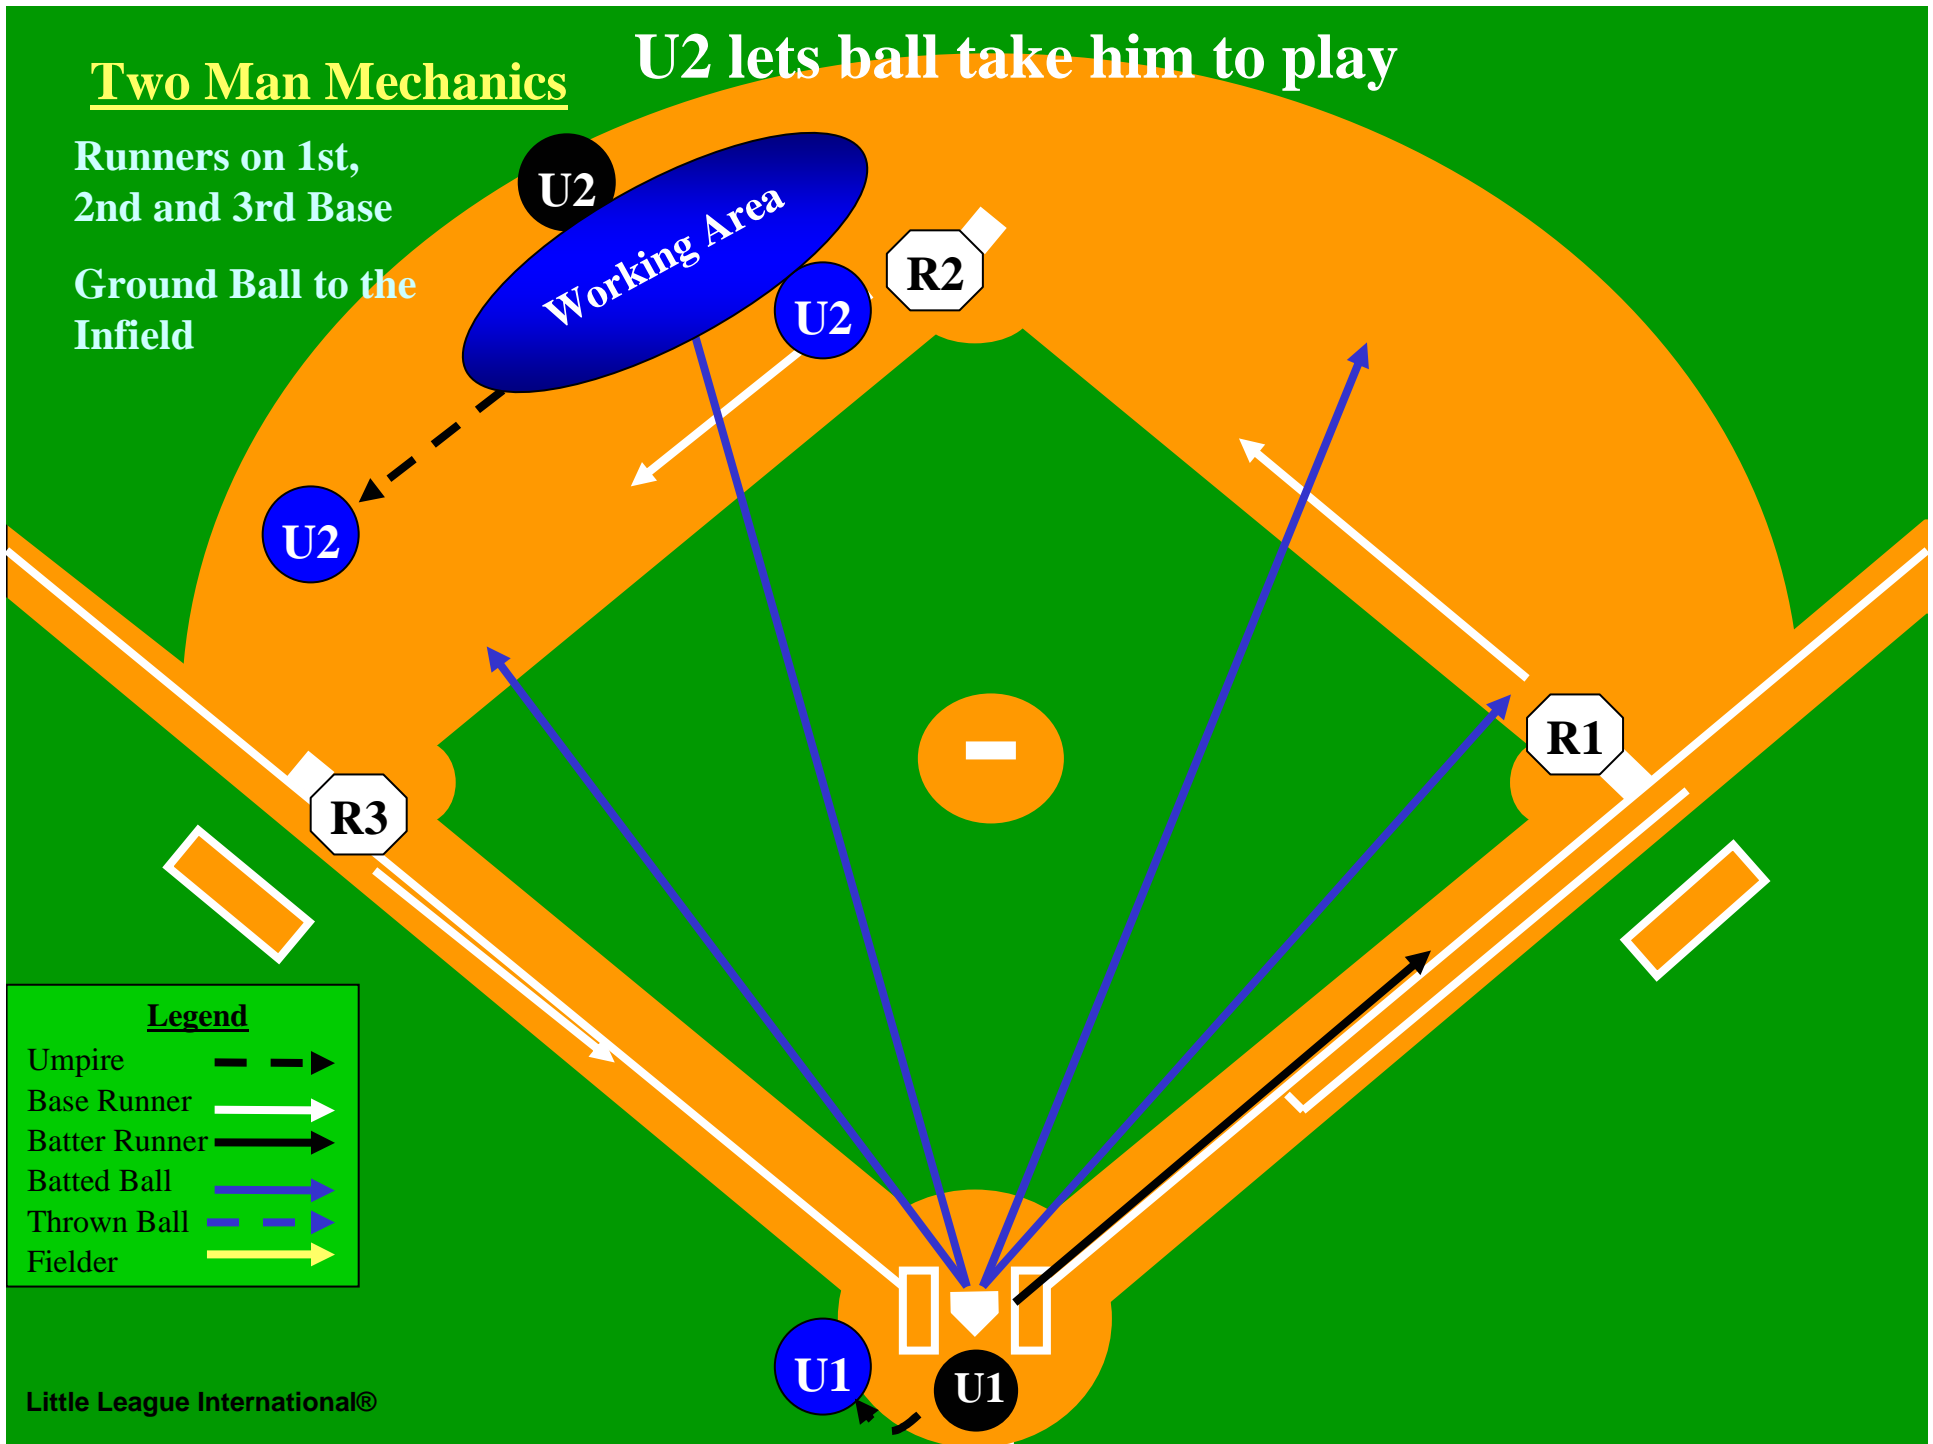 U2 lets ball take him to play
Two Man Mechanics
Runners on 1st,
2nd and 3rd Base
Ground Ball to the
Infield
U2
Working Area
R2
U2
U2
R1
R3
Legend
Umpire
Base Runner
Batter Runner
Batted Ball
Thrown Ball
Fielder
U1
U1
Little League International®